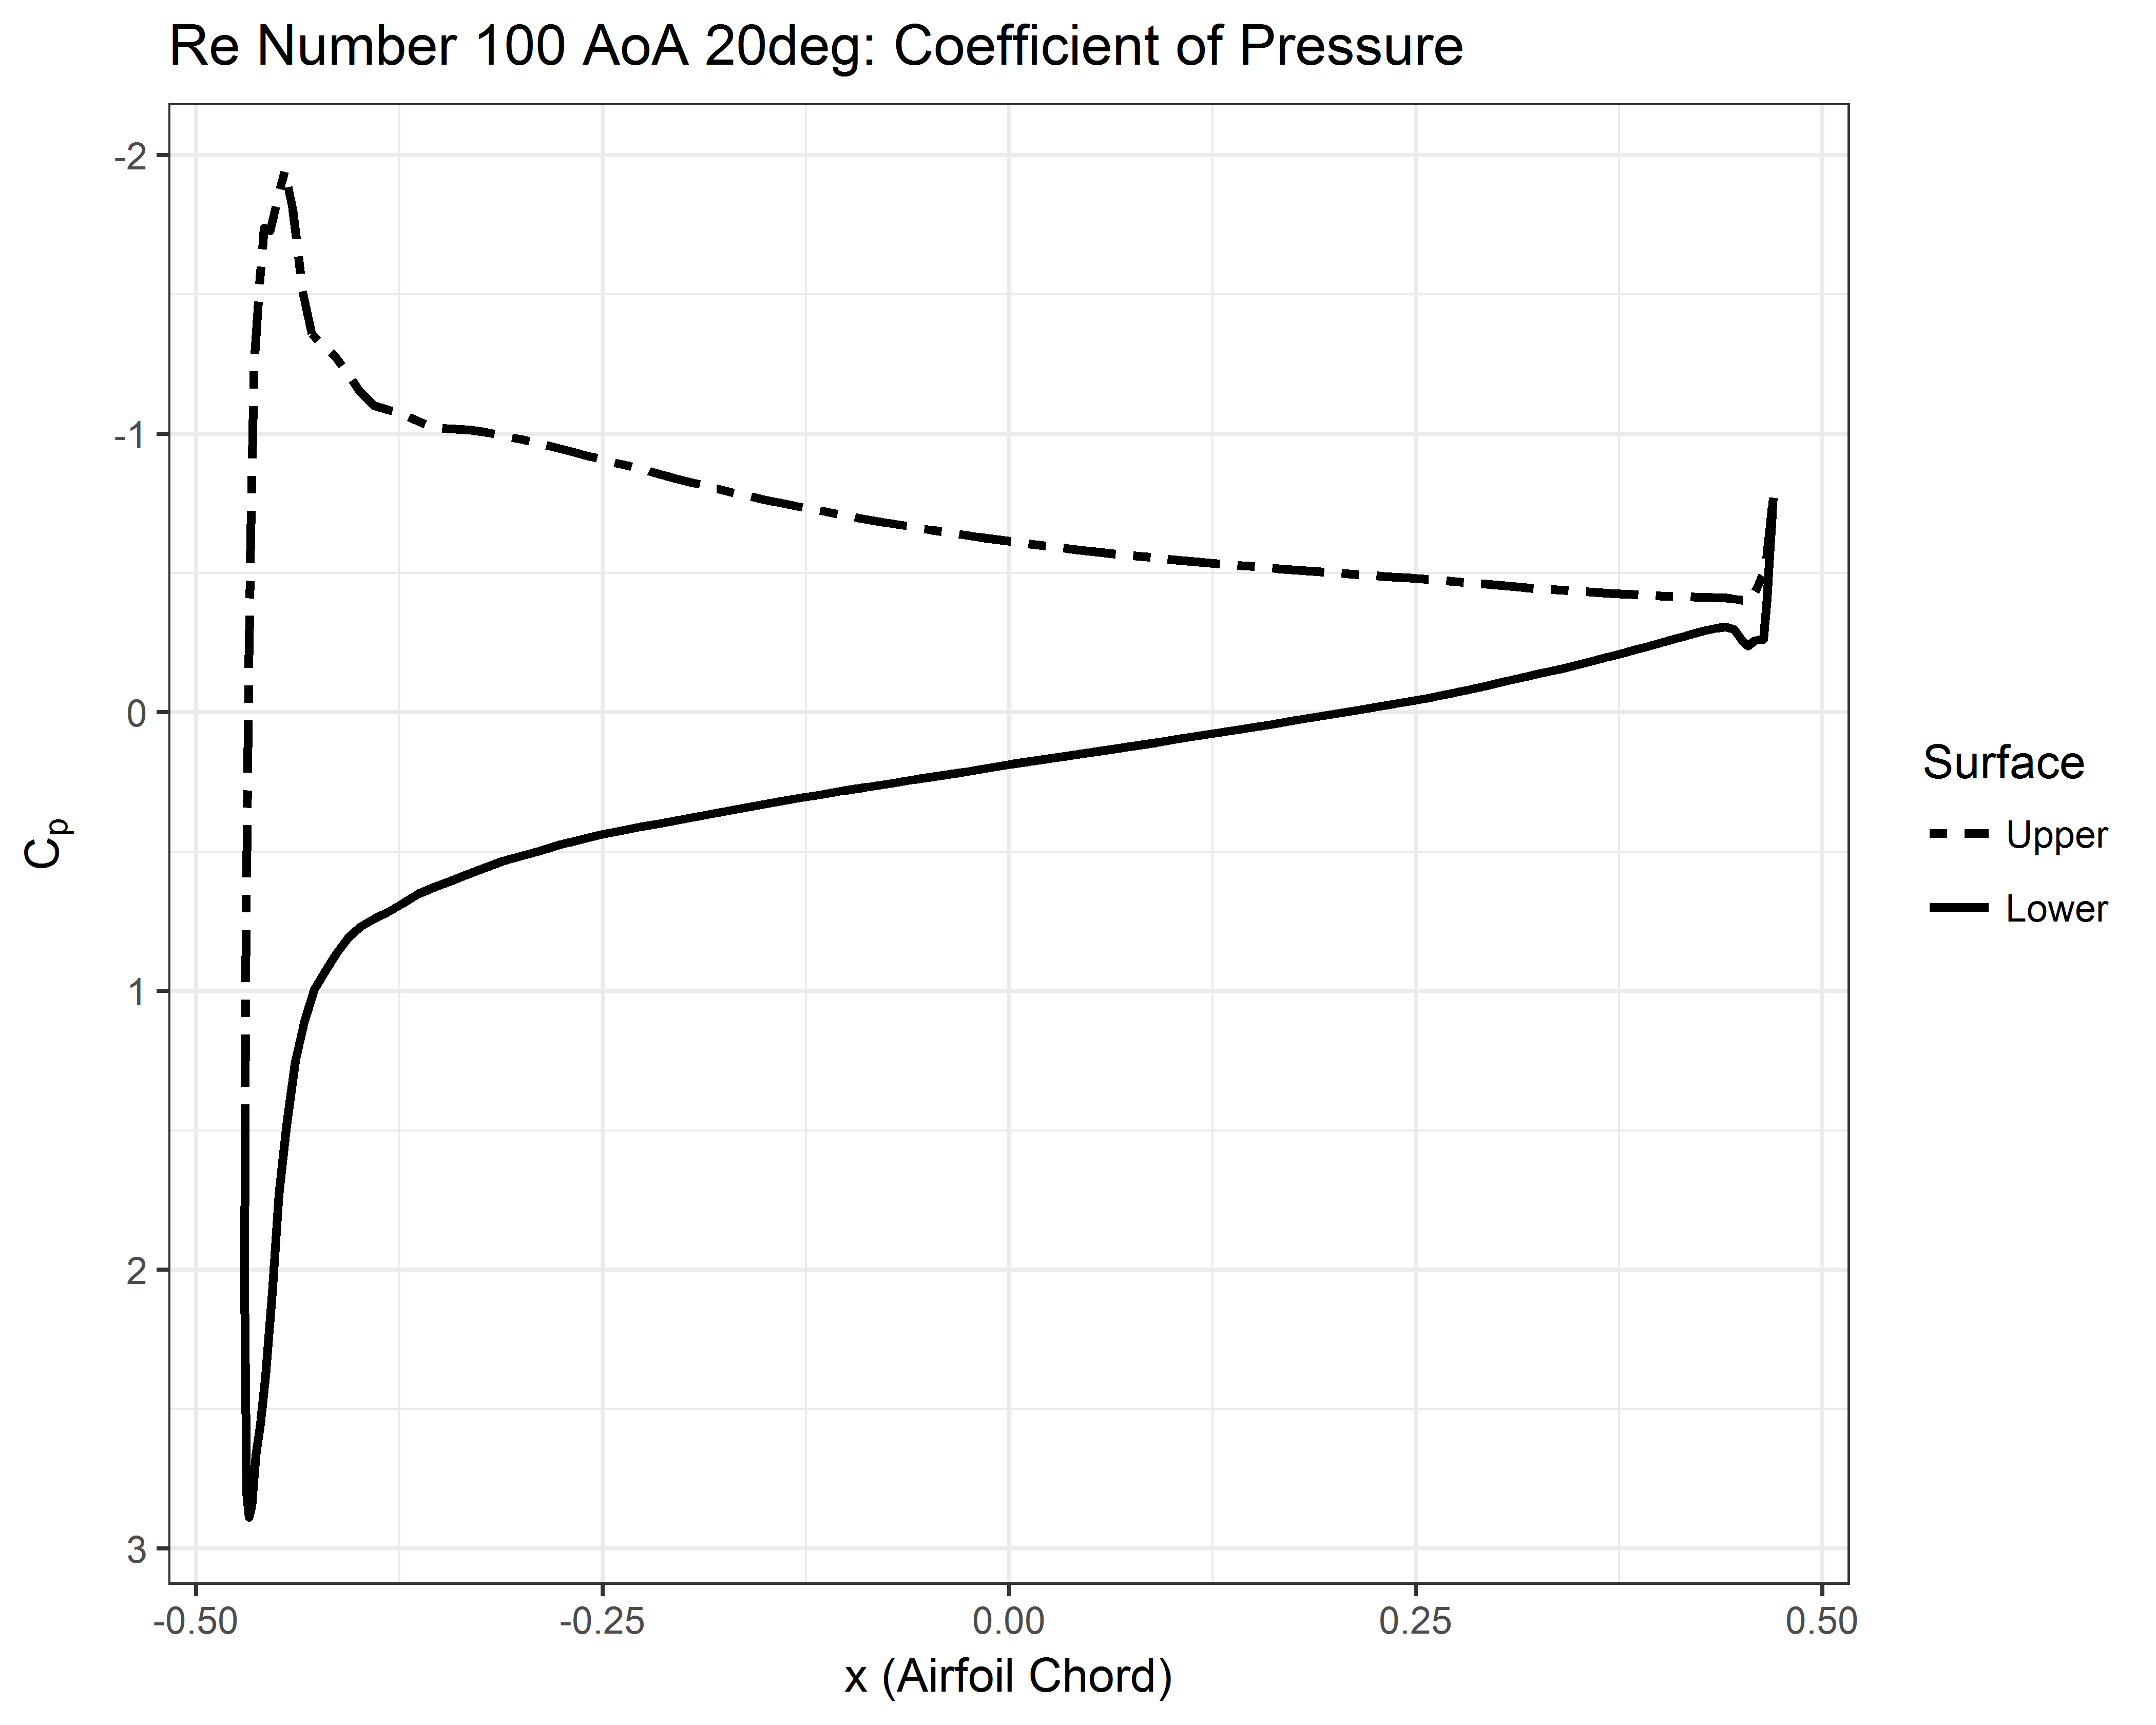 Re Number 100 AoA 20deg: Coefficient of Pressure
-2
-1
0
1
2
3
Cp
-0.50
-0.25
0.00
0.25
0.50
x (Airfoil Chord)
Surface
Upper
Lower